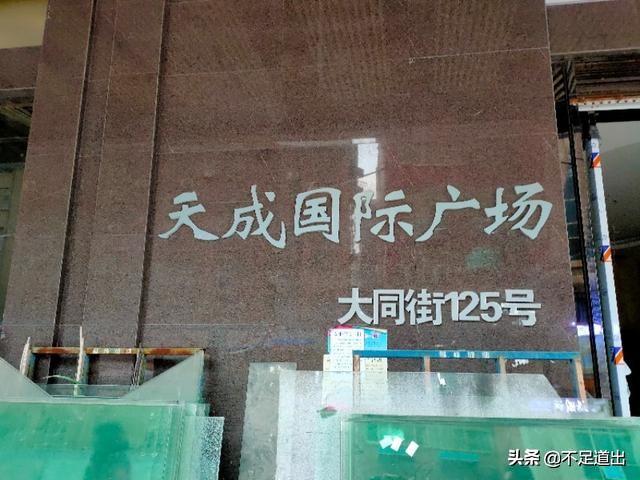 天成国际广场
大同街125号
头条 @不足道出